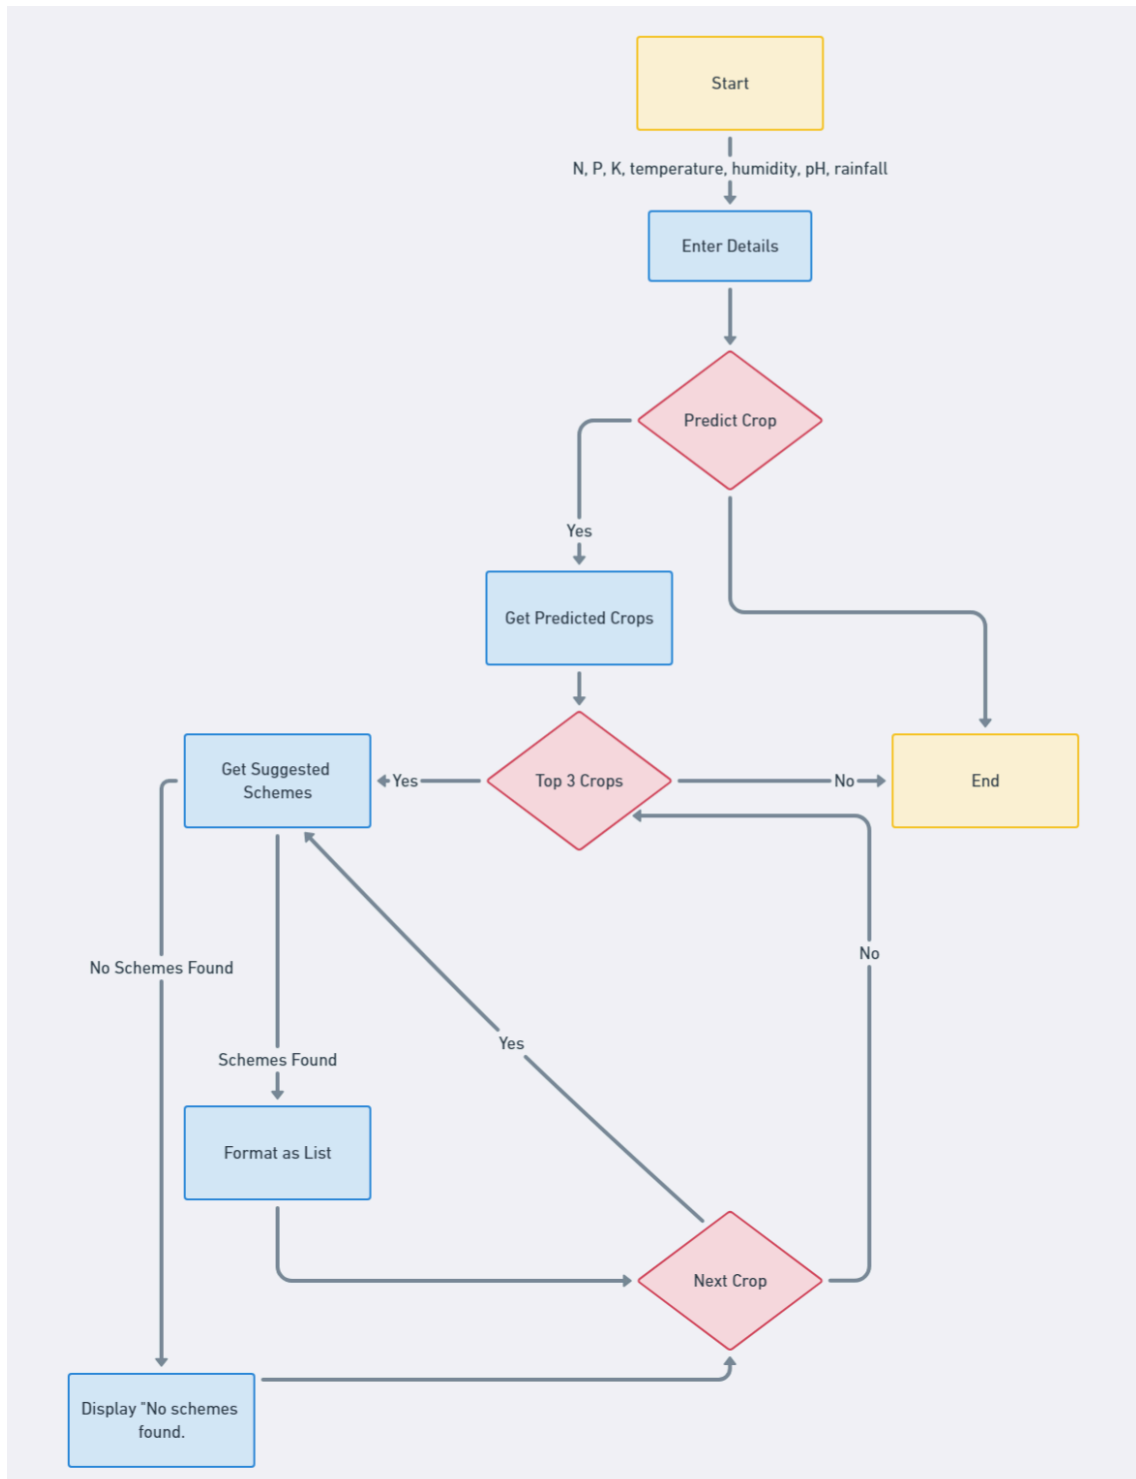 Start
N, P, K, temperature, humidity, pH, rainfall
Enter Details
Predict Crop
Yes
Get Predicted Crops
Get Suggested
Schemes
Yes
Top 3 Crops
No
End
No
No Schemes Found
Yes
Schemes Found
Format as List
Next Crop
Display "No schemes
found.